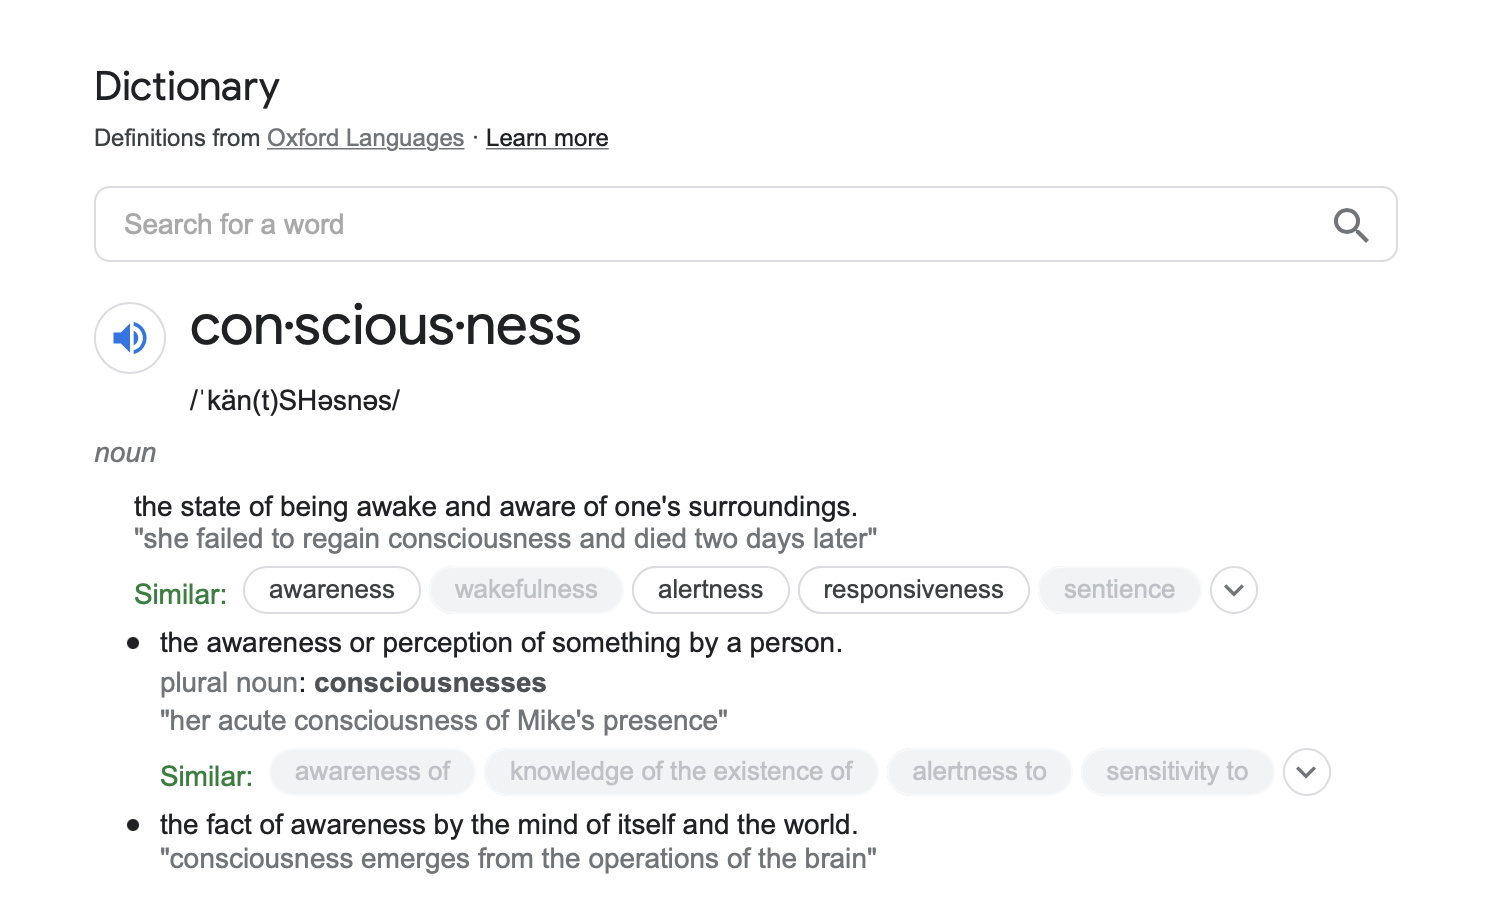 Dictionary
Definitions from Oxford Languages · Learn more
Search for a word
con·scious·ness
/ˈkän(t)SHəsnəs/
noun
the state of being awake and aware of one's surroundings.
"she failed to regain consciousness and died two days later"
Similar: awareness wakefulness alertness responsiveness sentience
• the awareness or perception of something by a person.
plural noun: consciousnesses
"her acute consciousness of Mike's presence"
Similar: awareness of knowledge of the existence of alertness to sensitivity to
• the fact of awareness by the mind of itself and the world.
"consciousness emerges from the operations of the brain"